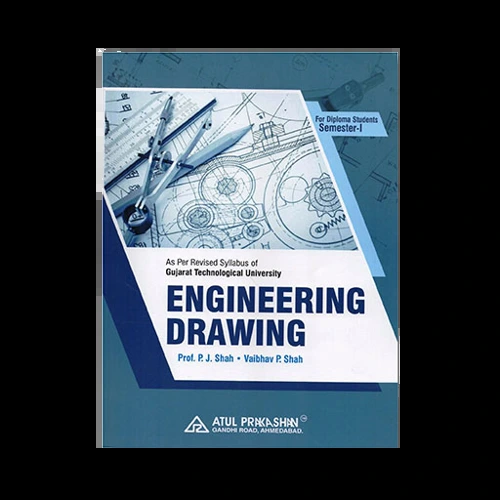 For Diploma Students
Semester-I
As Per Revised Syllabus of
Gujarat Technological University
ENGINEERING
DRAWING
Prof. P. J. Shah • Vaibhav P. Shah
ATUL PRAKASHAN
GANDHI ROAD, AHMEDABAD.